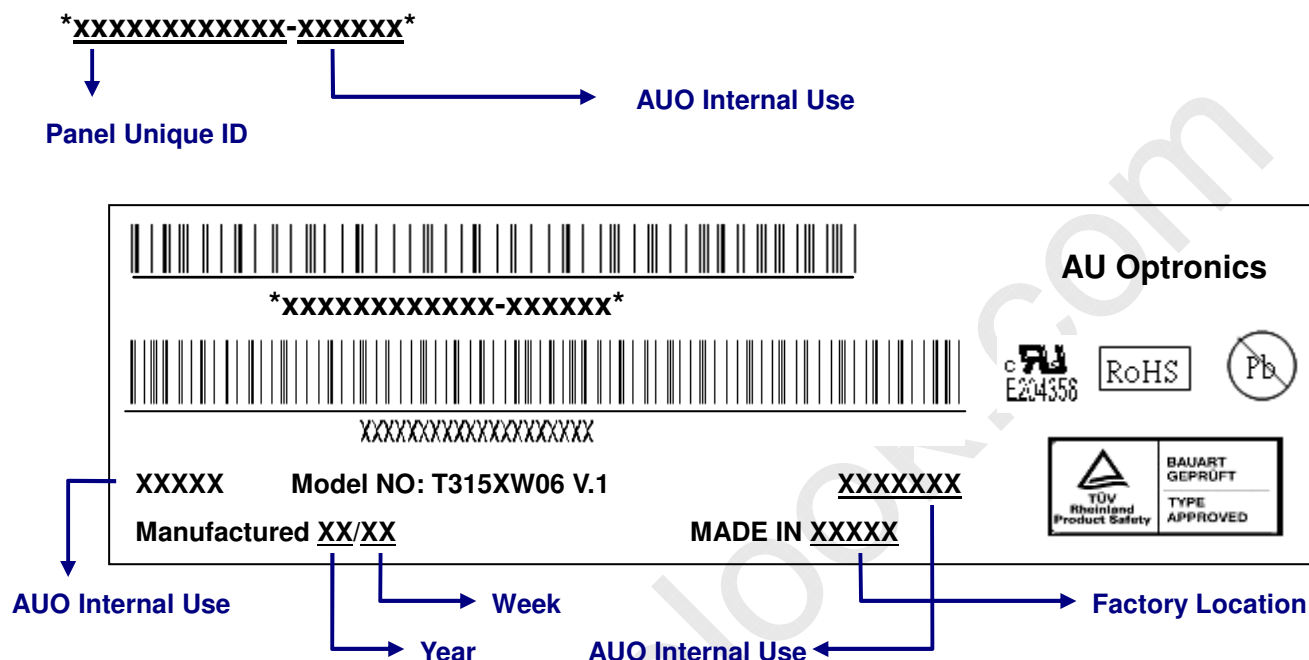 *xxxxxxxxxxxx-xxxxxx*
AUO Internal Use
Panel Unique ID
AU Optronics
*xxxxxxxxxxxx-xxxxxx*
c RU E204356
RoHS
Pb
XXXXXXXXXXXXXXXXXXXX
XXXXX Model NO: T315XW06 V.1 XXXXXXX
TÜV
Rheinland
Product Safety
BAUART
GEPRÜFT
TYPE
APPROVED
Manufactured XX/XX MADE IN XXXXX
AUO Internal Use
Week
Factory Location
Year
AUO Internal Use